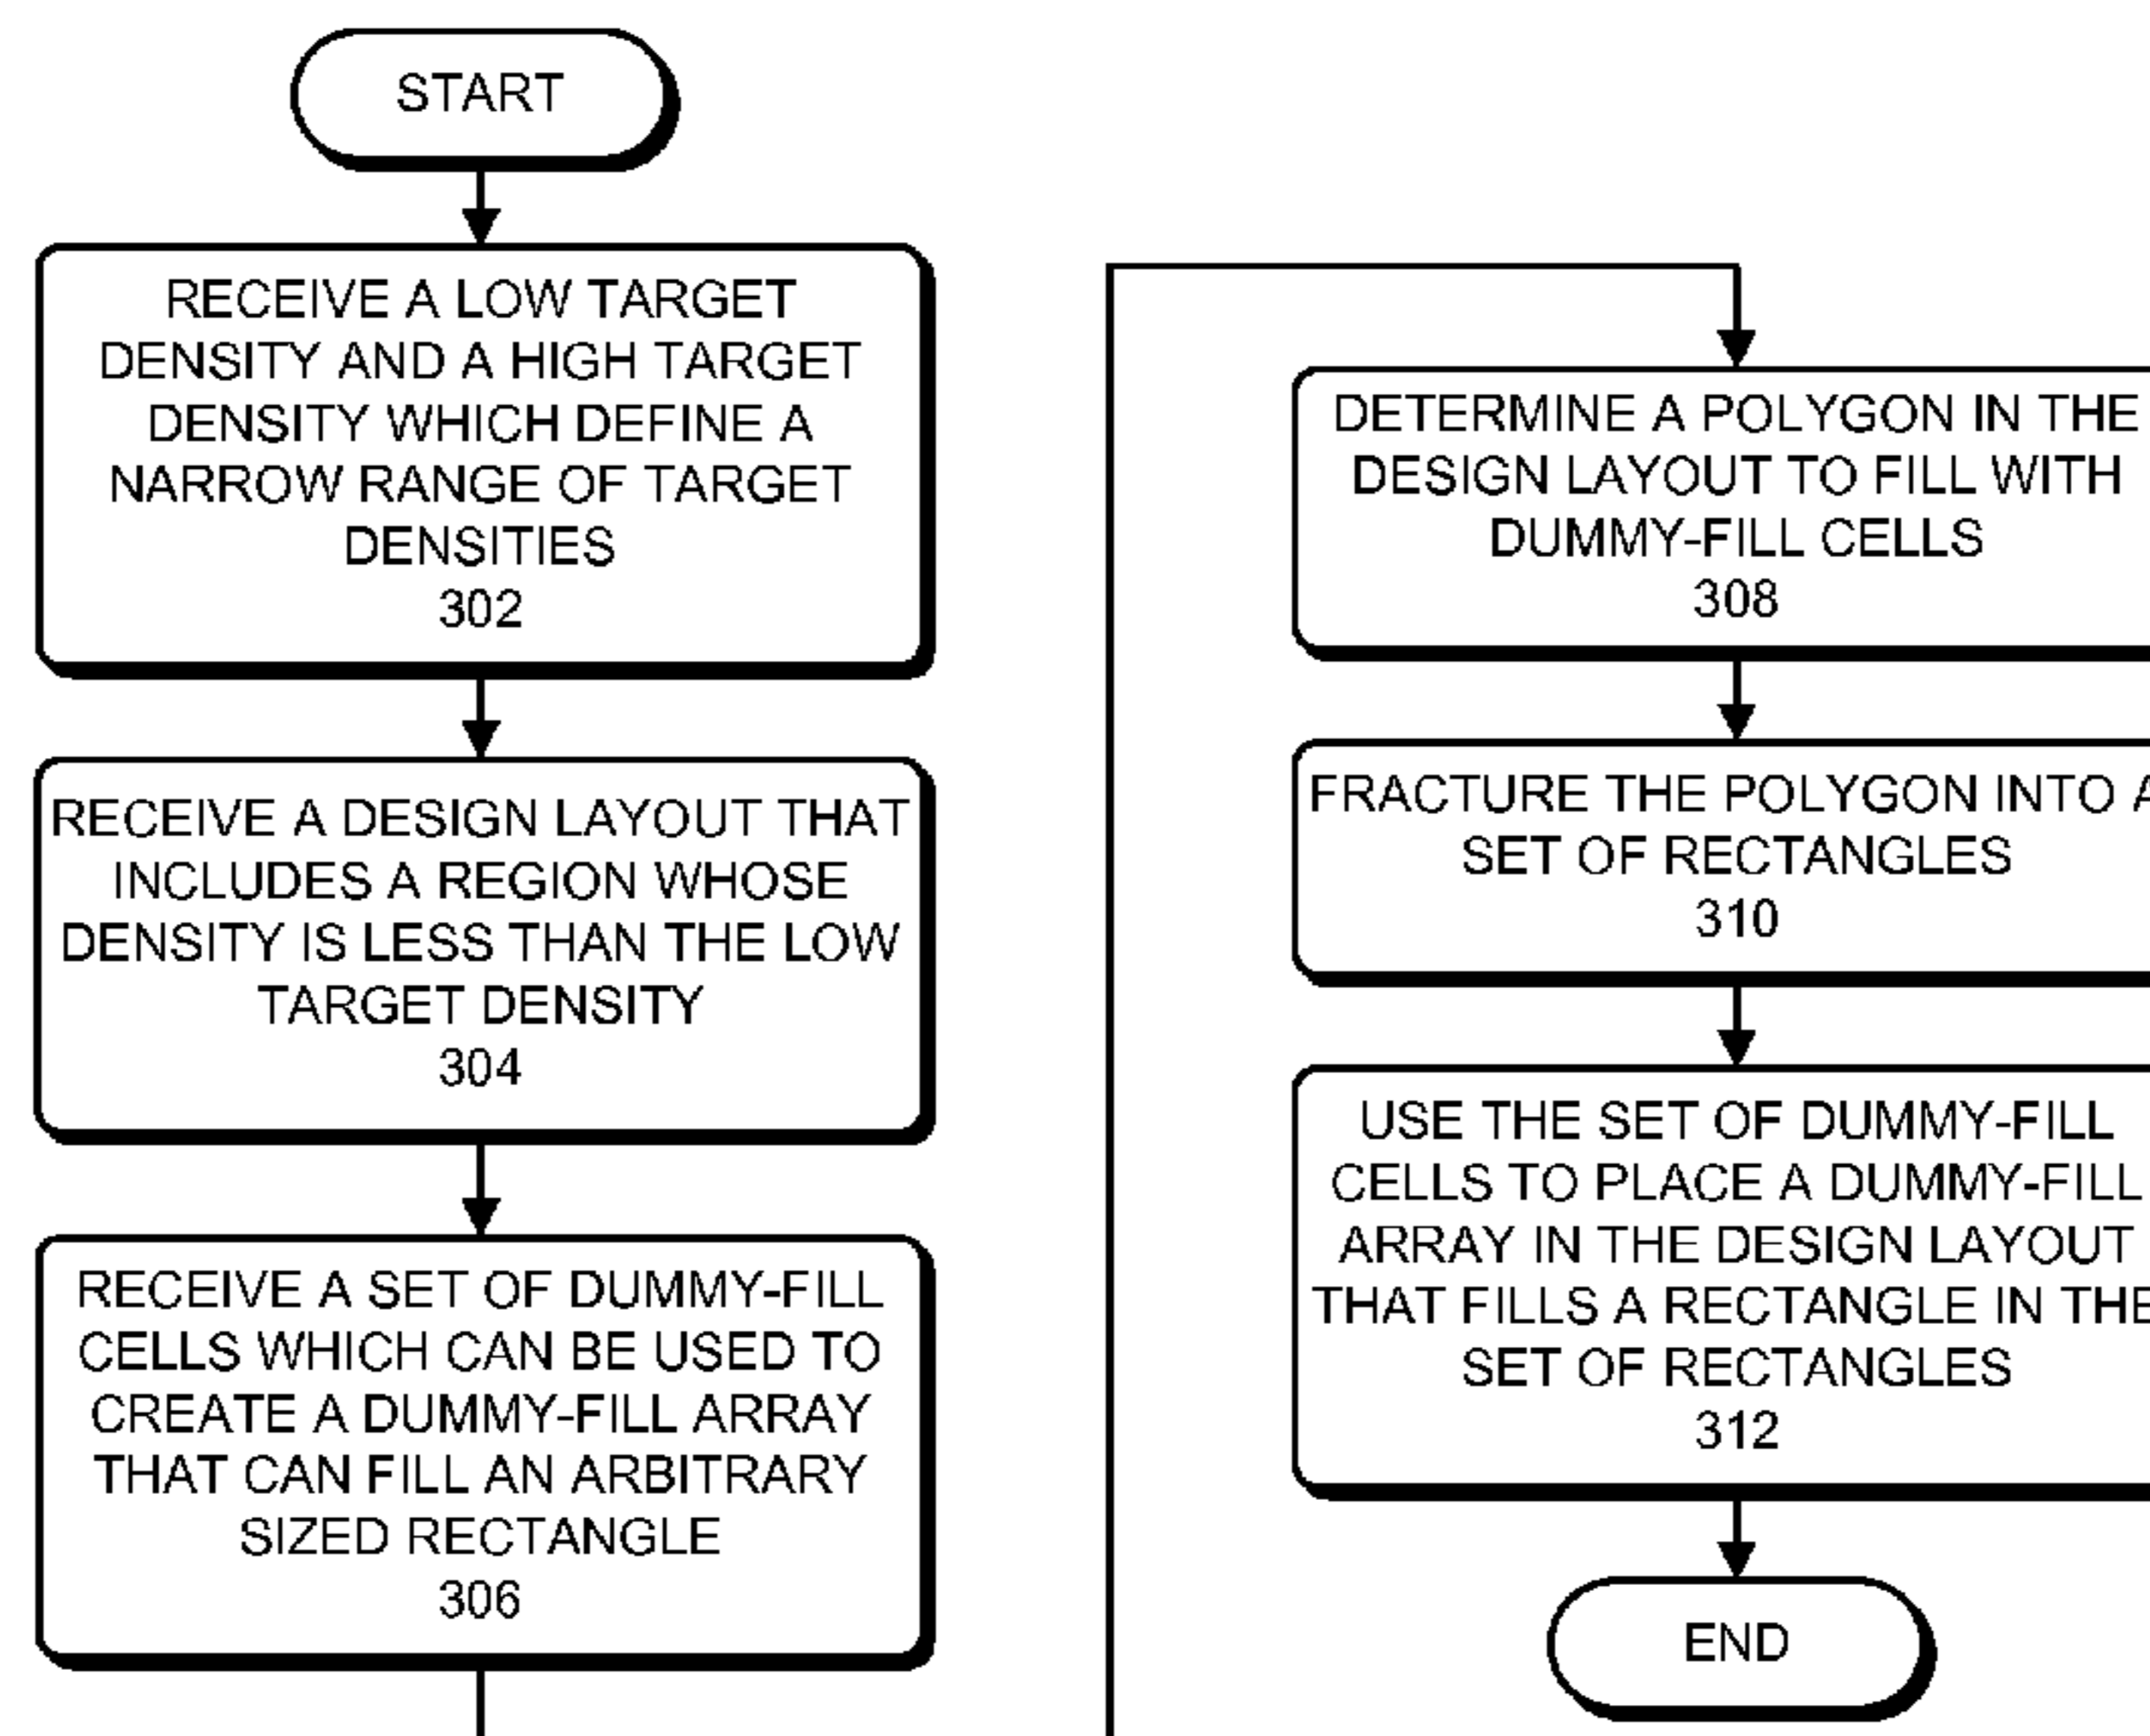 START
RECEIVE A LOW TARGET
DENSITY AND A HIGH TARGET
DENSITY WHICH DEFINE A
NARROW RANGE OF TARGET
DENSITIES
302
RECEIVE A DESIGN LAYOUT THAT
INCLUDES A REGION WHOSE
DENSITY IS LESS THAN THE LOW
TARGET DENSITY
304
RECEIVE A SET OF DUMMY-FILL
CELLS WHICH CAN BE USED TO
CREATE A DUMMY-FILL ARRAY
THAT CAN FILL AN ARBITRARY
SIZED RECTANGLE
306
DETERMINE A POLYGON IN THE
DESIGN LAYOUT TO FILL WITH
DUMMY-FILL CELLS
308
FRACTURE THE POLYGON INTO A
SET OF RECTANGLES
310
USE THE SET OF DUMMY-FILL
CELLS TO PLACE A DUMMY-FILL
ARRAY IN THE DESIGN LAYOUT
THAT FILLS A RECTANGLE IN THE
SET OF RECTANGLES
312
END